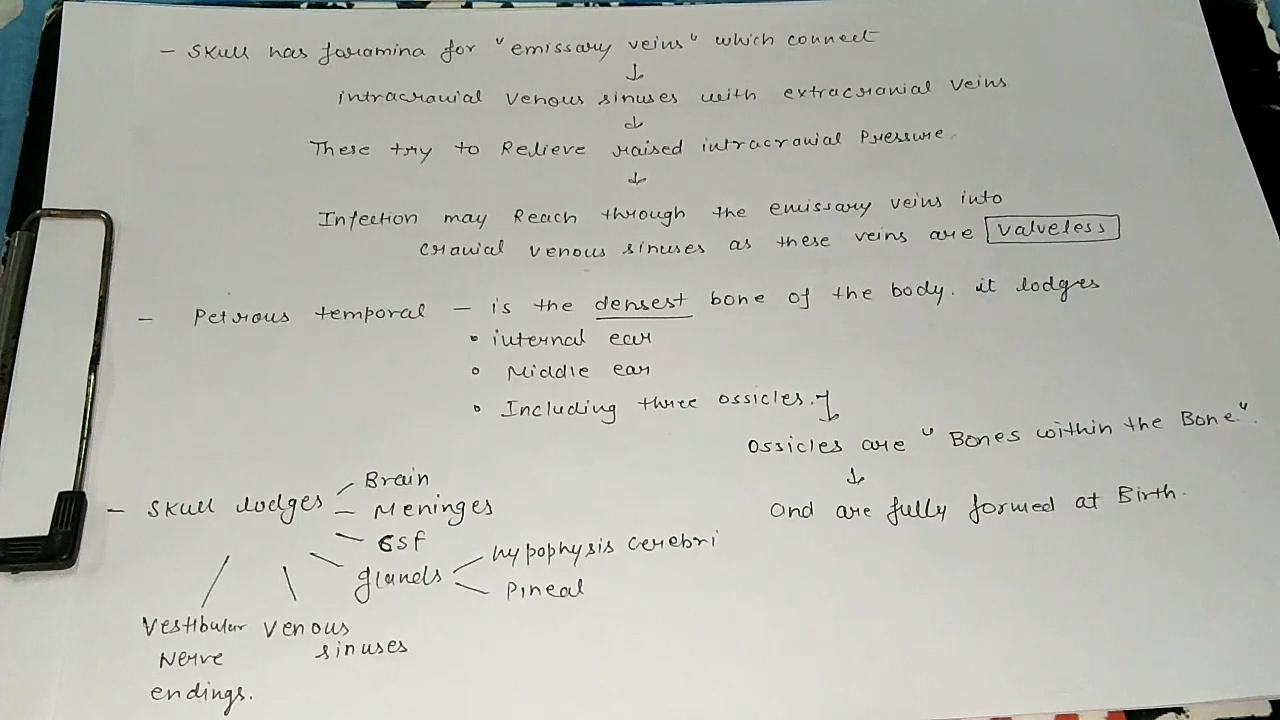 - Skull has foramina for "emissary veins" which connect
↓
intracranial venous sinuses with extracranial veins
↓
These try to Relieve raised intracranial Pressure.
↓
Infection may Reach through the emissary veins into
cranial venous sinuses as these veins are valveless
- Petrous temporal - is the densest bone of the body. it lodges
• internal ear
• Middle ear
• Including three ossicles.
↓
Ossicles are "Bones within the Bone".
↓
and are fully formed at Birth.
- Skull lodges
Brain
Meninges
CSF
glands
hypophysis cerebri
Pineal
Vestibular Nerve endings.
Venous sinuses